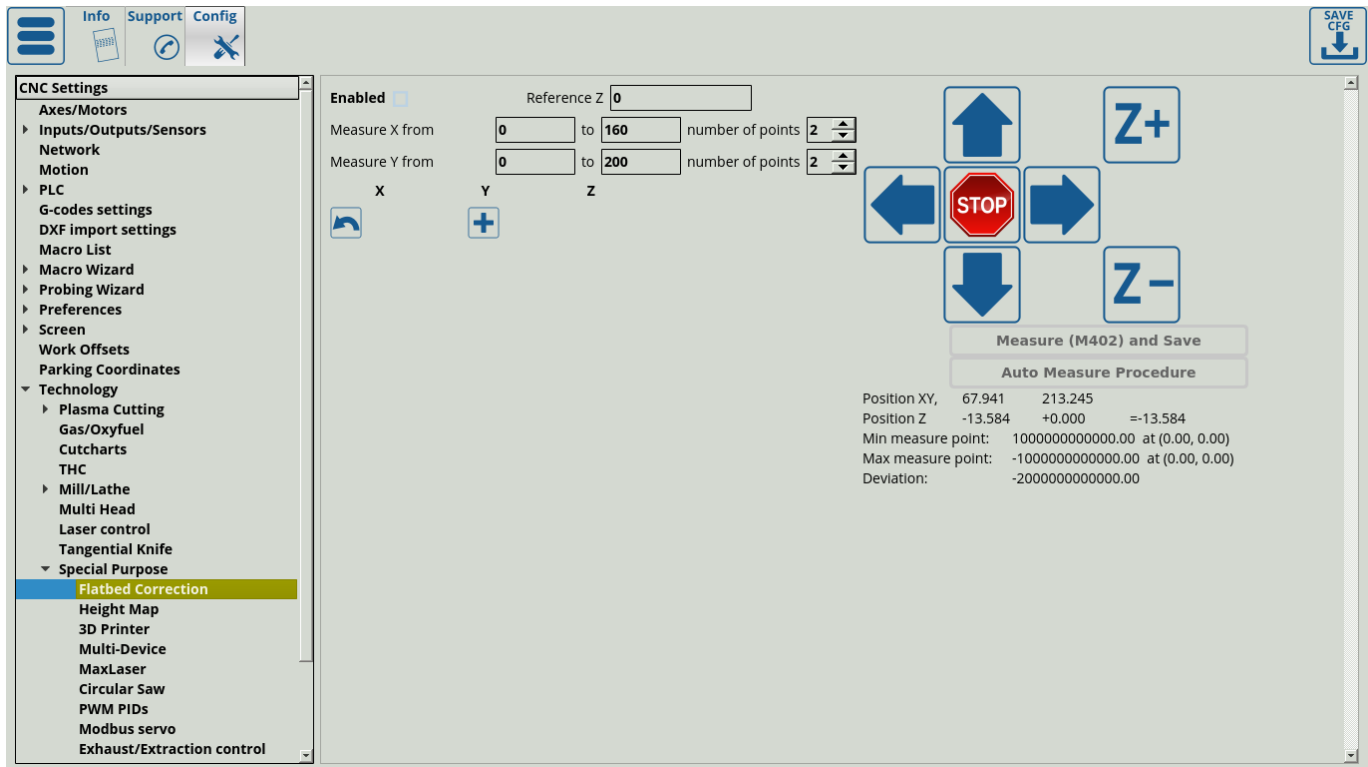 Info Support Config
SAVE
CFG
CNC Settings
Axes/Motors
Inputs/Outputs/Sensors
Network
Motion
PLC
G-codes settings
DXF import settings
Macro List
Macro Wizard
Probing Wizard
Preferences
Screen
Work Offsets
Parking Coordinates
Technology
Plasma Cutting
Gas/Oxyfuel
Cutcharts
THC
Mill/Lathe
Multi Head
Laser control
Tangential Knife
Special Purpose
Flatbed Correction
Height Map
3D Printer
Multi-Device
MaxLaser
Circular Saw
PWM PIDs
Modbus servo
Exhaust/Extraction control
Enabled Reference Z 0
Measure X from 0 to 160 number of points 2
Measure Y from 0 to 200 number of points 2
X Y Z
Z+
STOP
Z-
Measure (M402) and Save
Auto Measure Procedure
Position XY, 67.941 213.245
Position Z -13.584 +0.000 =-13.584
Min measure point: 1000000000000.00 at (0.00, 0.00)
Max measure point: -1000000000000.00 at (0.00, 0.00)
Deviation: -2000000000000.00